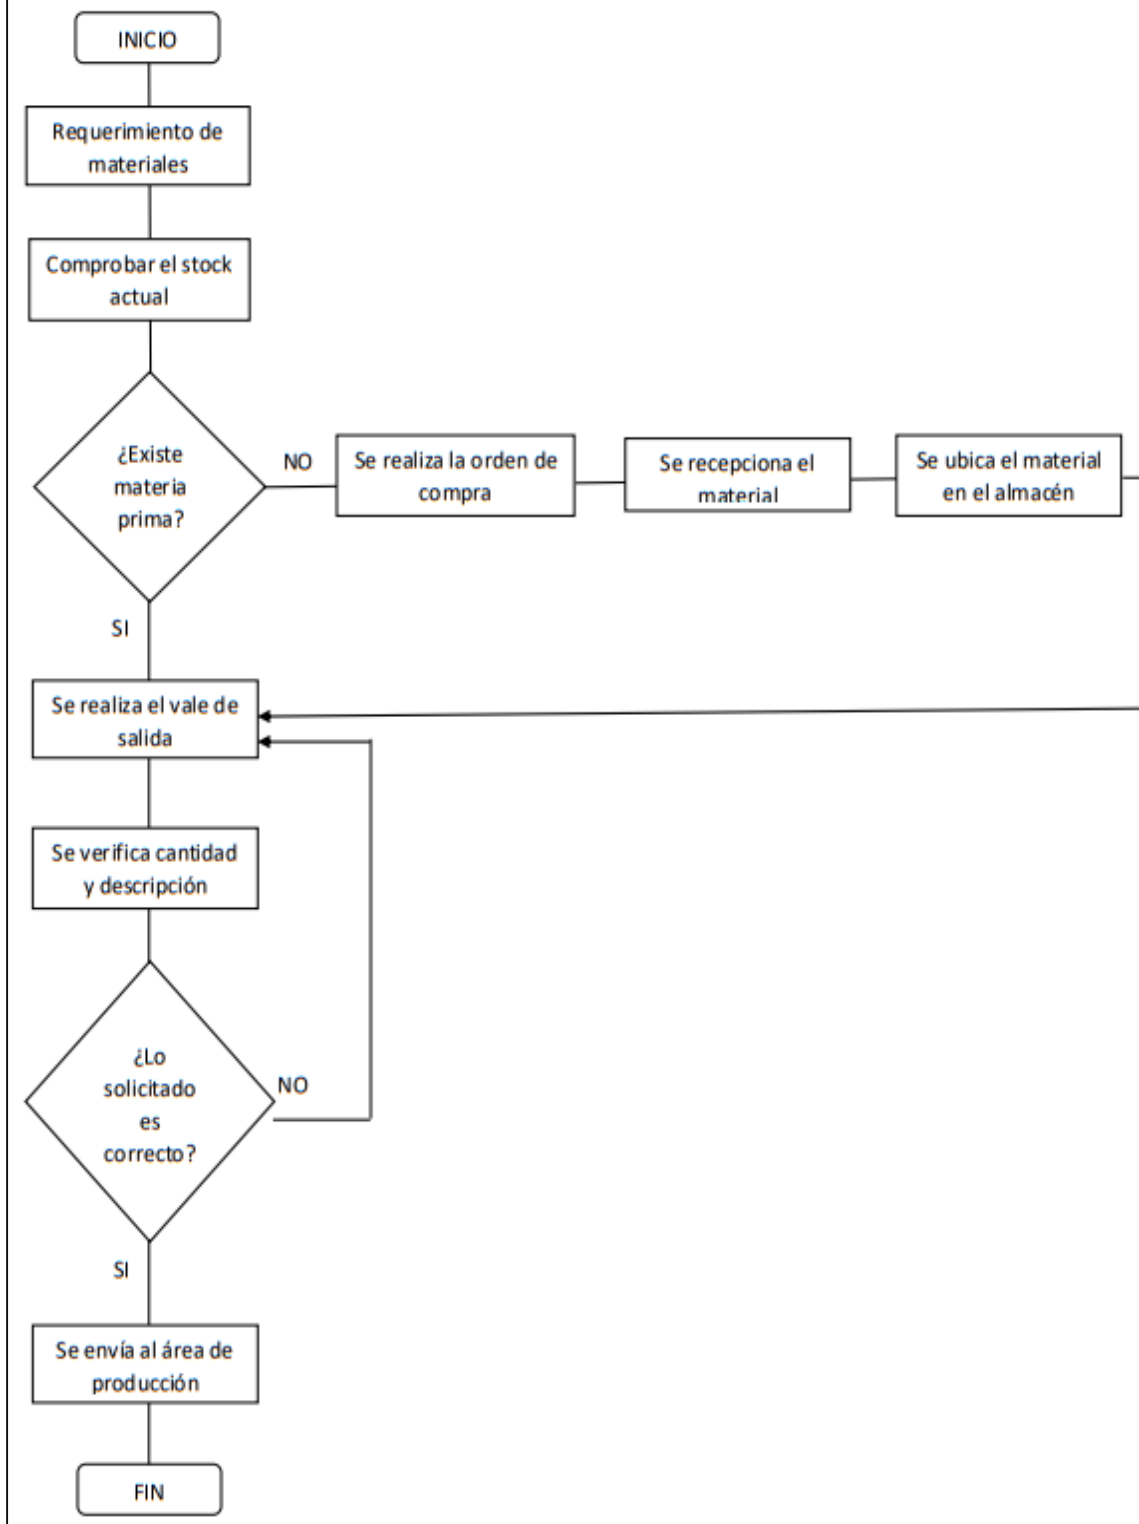 INICIO
Requerimiento de
materiales
Comprobar el stock
actual
¿Existe
materia
prima?
NO
Se realiza la orden de
compra
Se recepciona el
material
Se ubica el material
en el almacén
SI
Se realiza el vale de
salida
Se verifica cantidad
y descripción
¿Lo
solicitado
es
correcto?
NO
SI
Se envía al área de
producción
FIN